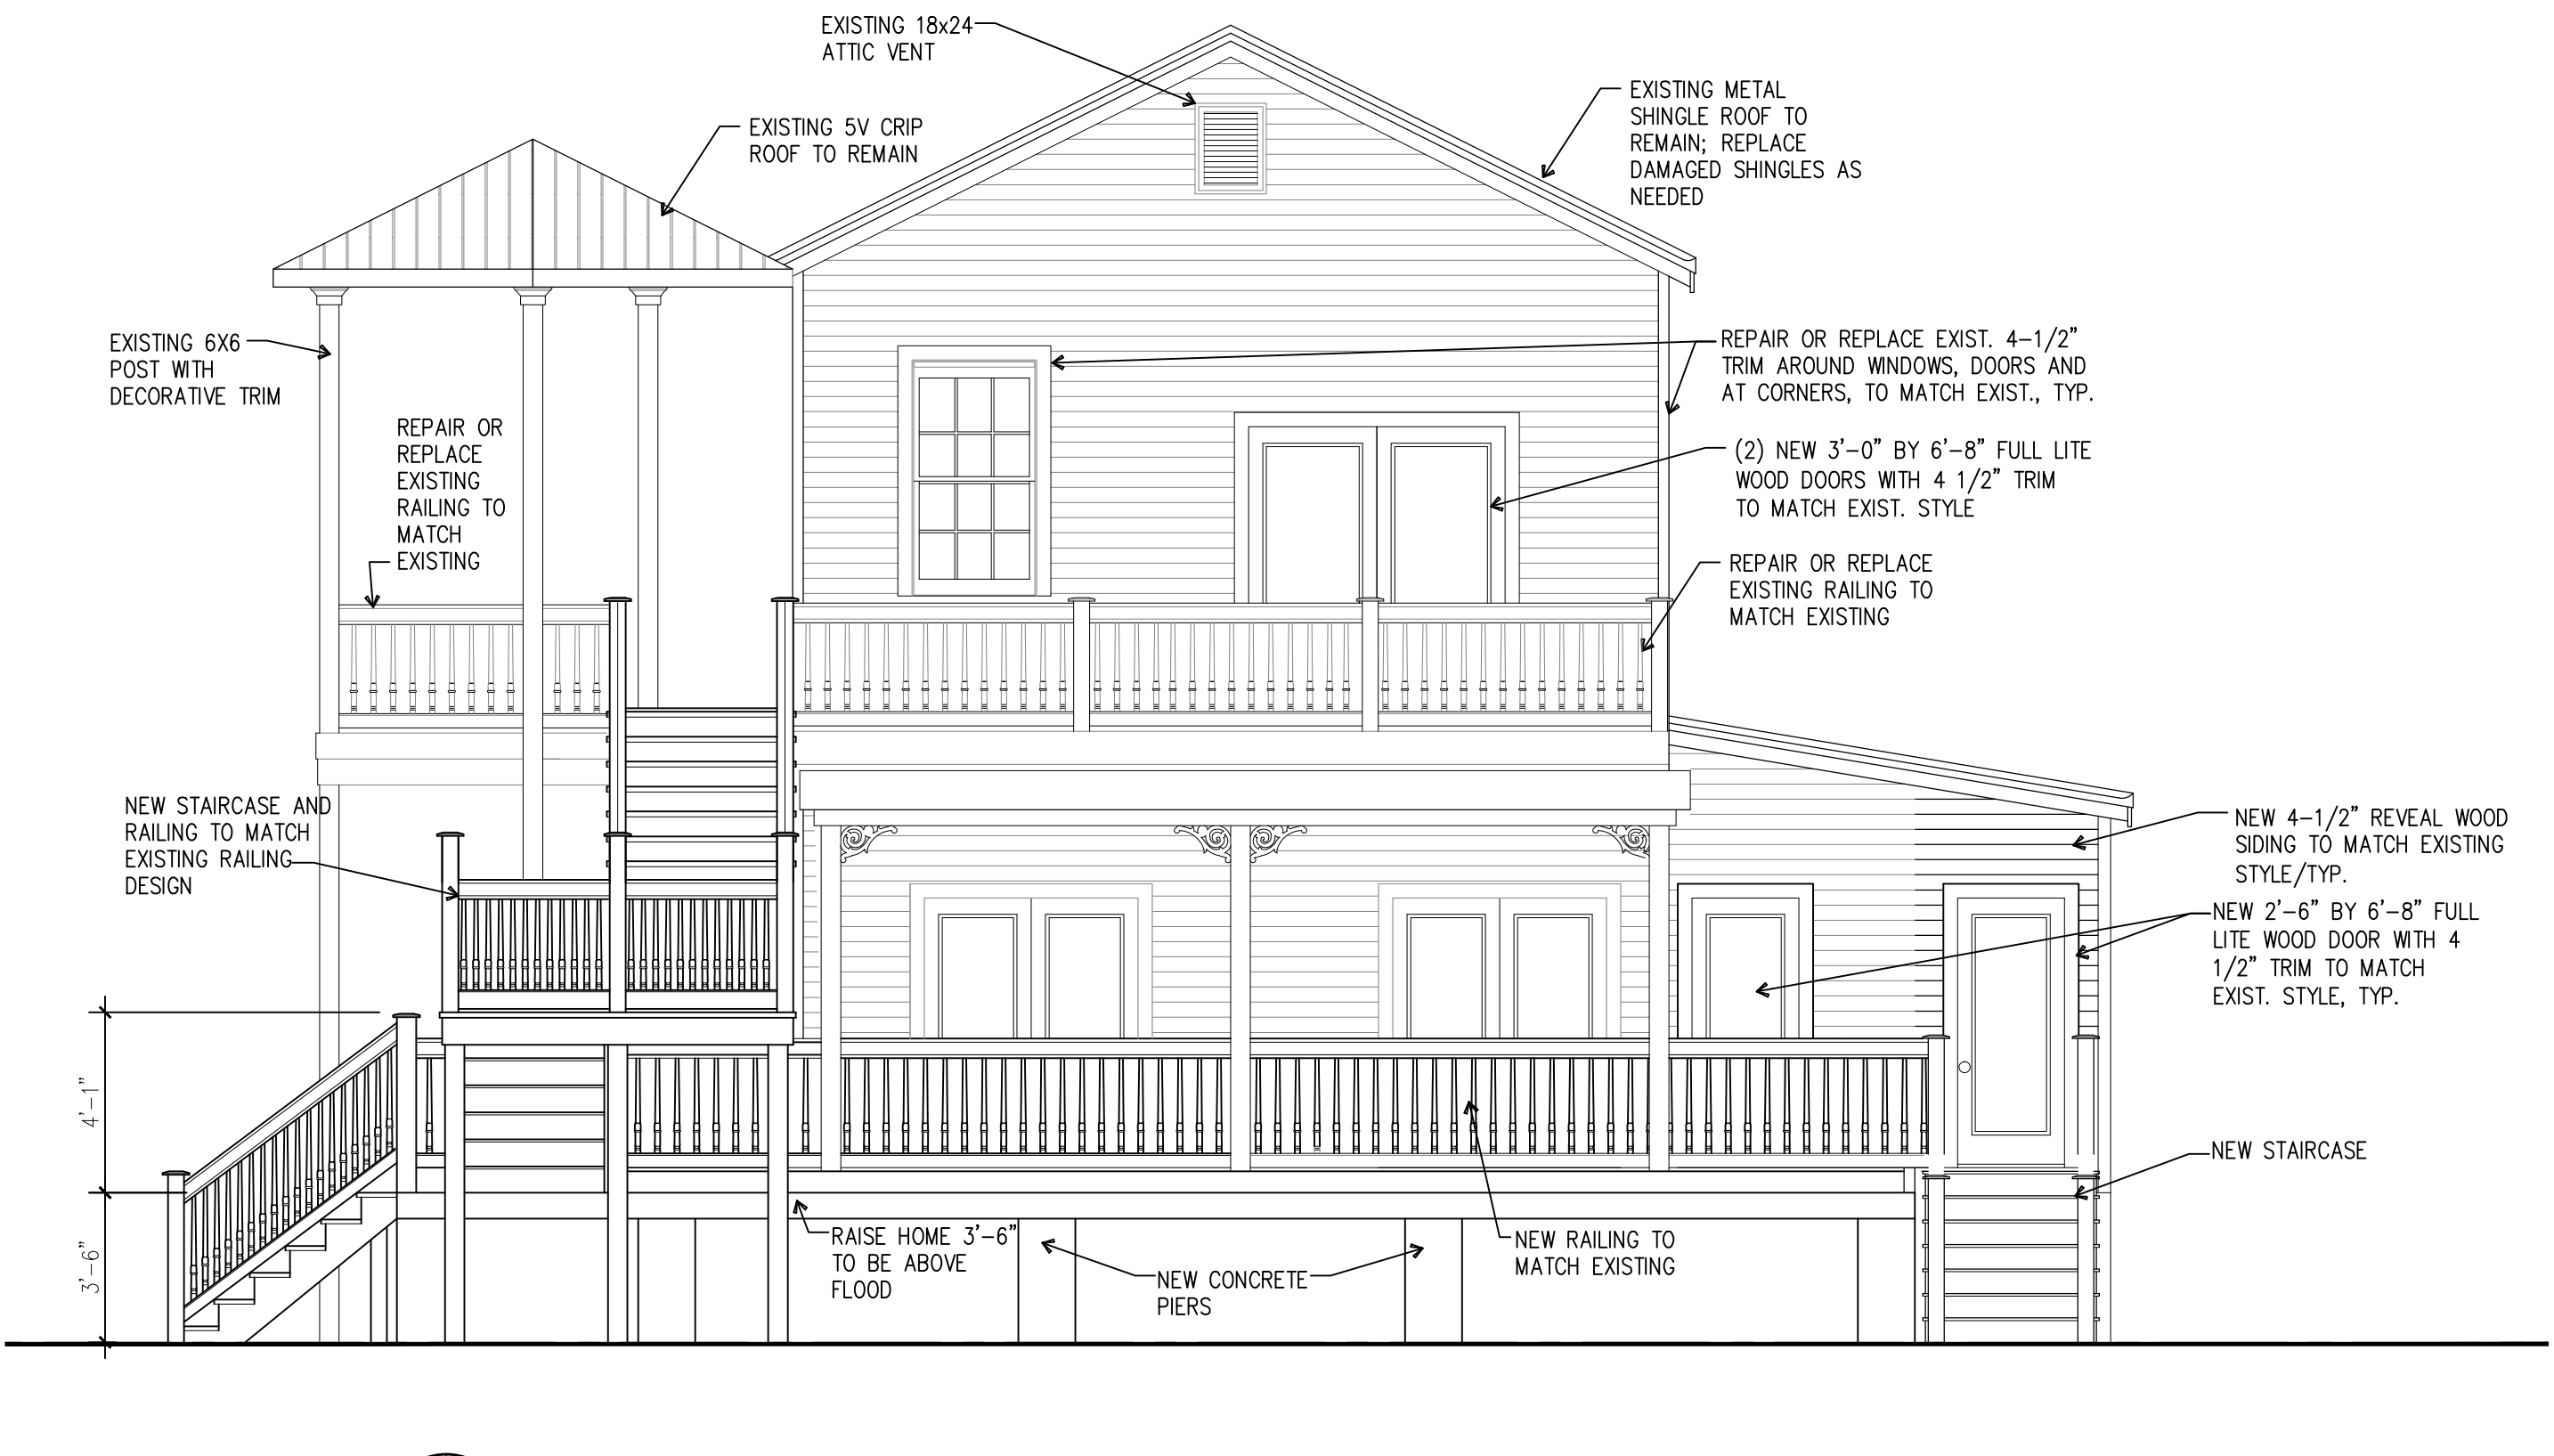 EXISTING 18x24
ATTIC VENT
EXISTING METAL
SHINGLE ROOF TO
REMAIN; REPLACE
DAMAGED SHINGLES AS
NEEDED
EXISTING 5V CRIP
ROOF TO REMAIN
EXISTING 6X6
POST WITH
DECORATIVE TRIM
REPAIR OR REPLACE EXIST. 4-1/2"
TRIM AROUND WINDOWS, DOORS AND
AT CORNERS, TO MATCH EXIST., TYP.
REPAIR OR
REPLACE
EXISTING
RAILING TO
MATCH
EXISTING
(2) NEW 3'-0" BY 6'-8" FULL LITE
WOOD DOORS WITH 4 1/2" TRIM
TO MATCH EXIST. STYLE
REPAIR OR REPLACE
EXISTING RAILING TO
MATCH EXISTING
NEW STAIRCASE AND
RAILING TO MATCH
EXISTING RAILING
DESIGN
NEW 4-1/2" REVEAL WOOD
SIDING TO MATCH EXISTING
STYLE/TYP.
NEW 2'-6" BY 6'-8" FULL
LITE WOOD DOOR WITH 4
1/2" TRIM TO MATCH
EXIST. STYLE, TYP.
4'-1"
NEW STAIRCASE
3'-6"
RAISE HOME 3'-6"
TO BE ABOVE
FLOOD
NEW CONCRETE
PIERS
NEW RAILING TO
MATCH EXISTING